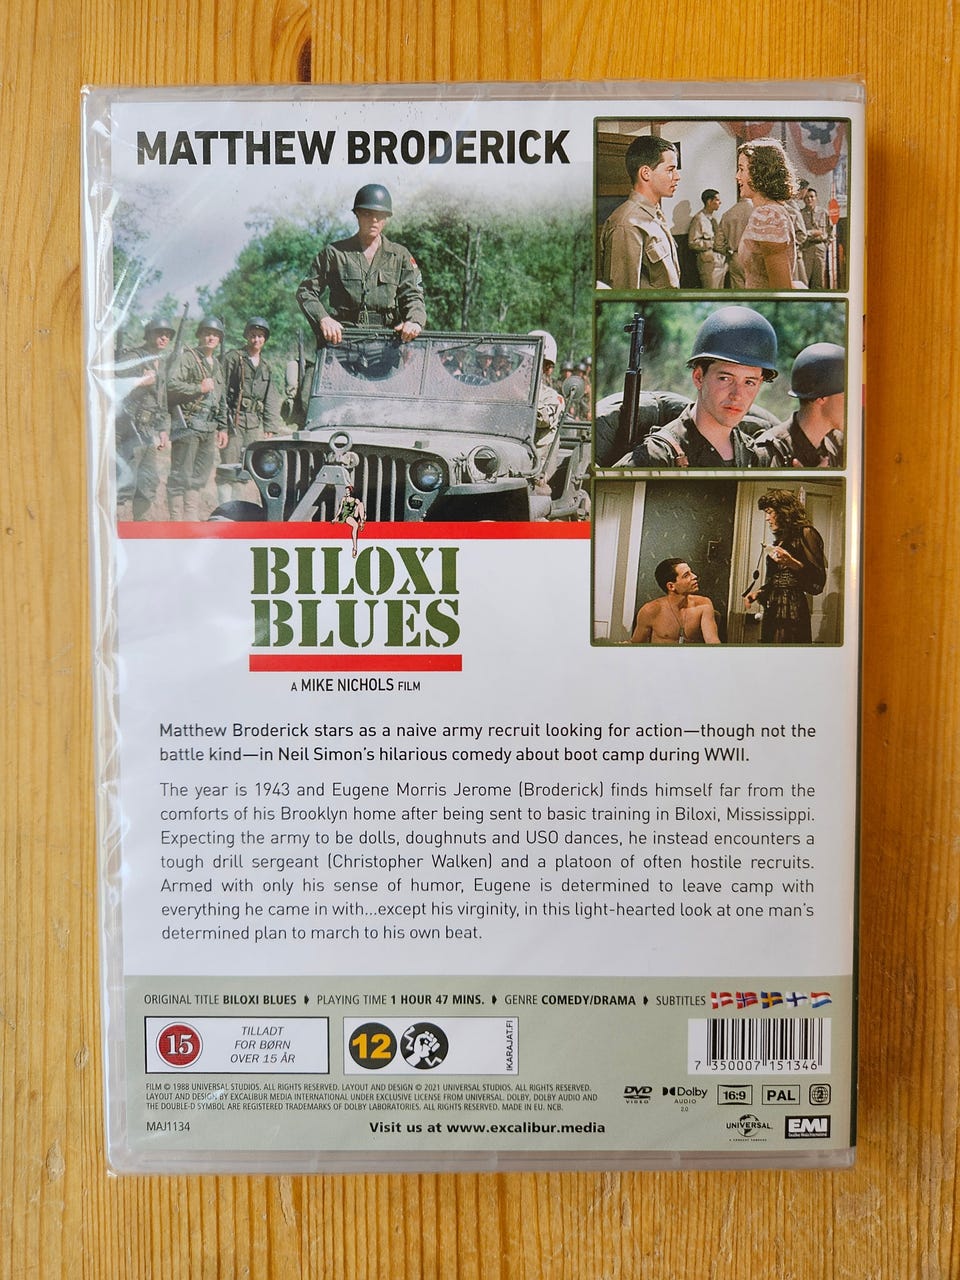 MATTHEW BRODERICK
BILOXI
BLUES
A MIKE NICHOLS FILM
Matthew Broderick stars as a naive army recruit looking for action—though not the
battle kind—in Neil Simon's hilarious comedy about boot camp during WWII.
The year is 1943 and Eugene Morris Jerome (Broderick) finds himself far from the
comforts of his Brooklyn home after being sent to basic training in Biloxi, Mississippi.
Expecting the army to be dolls, doughnuts and USO dances, he instead encounters a
tough drill sergeant (Christopher Walken) and a platoon of often hostile recruits.
Armed with only his sense of humor, Eugene is determined to leave camp with
everything he came in with...except his virginity, in this light-hearted look at one man's
determined plan to march to his own beat.
ORIGINAL TITLE BILOXI BLUES PLAYING TIME 1 HOUR 47 MINS. GENRE COMEDY/DRAMA SUBTITLES
15
TILLADT
FOR BØRN
OVER 15 ÅR
12
IKARAJAT.FI
7 350007 151346
FILM © 1988 UNIVERSAL STUDIOS. ALL RIGHTS RESERVED. LAYOUT AND DESIGN © 2021 UNIVERSAL STUDIOS. ALL RIGHTS RESERVED.
LAYOUT AND DESIGN BY EXCALIBUR MEDIA INTERNATIONAL UNDER EXCLUSIVE LICENSE FROM UNIVERSAL. DOLBY, DOLBY AUDIO AND
THE DOUBLE-D SYMBOL ARE REGISTERED TRADEMARKS OF DOLBY LABORATORIES. ALL RIGHTS RESERVED. MADE IN EU. NCB.
DVD VIDEO
Dolby AUDIO 2.0
16:9
PAL
2
MAJ1134
Visit us at www.excalibur.media
UNIVERSAL
EMI